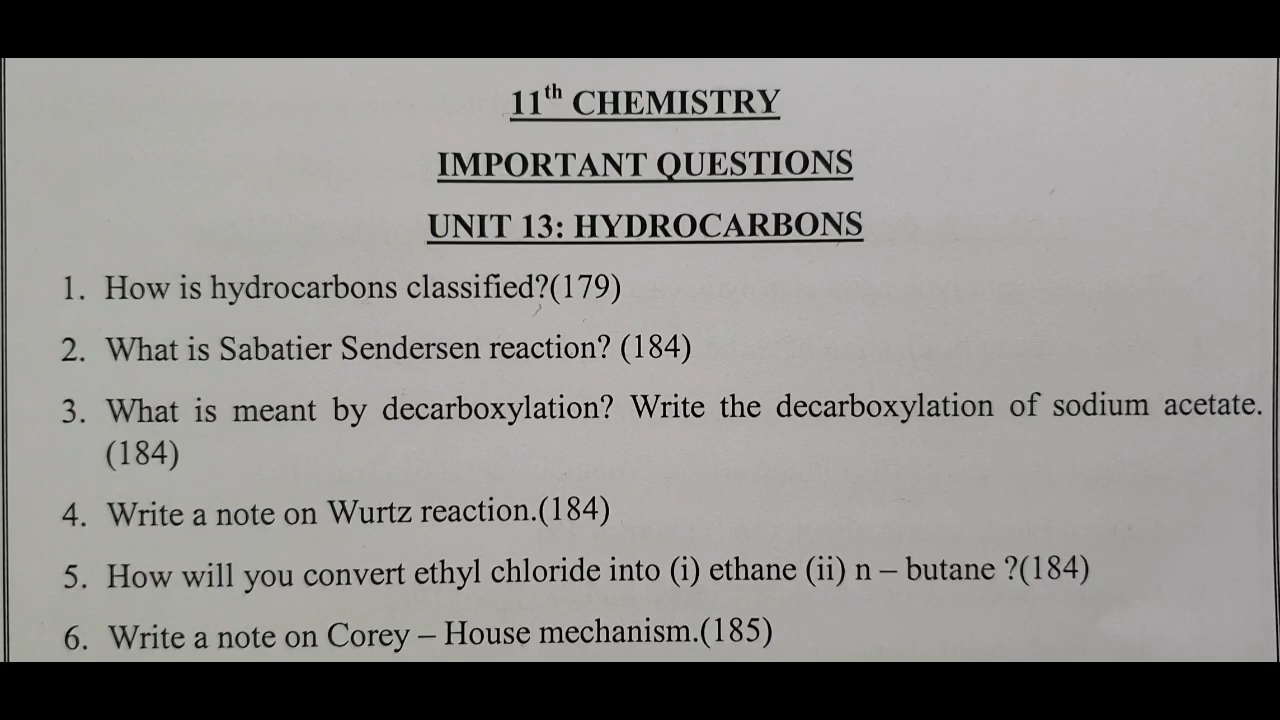 11th CHEMISTRY
IMPORTANT QUESTIONS
UNIT 13: HYDROCARBONS
1. How is hydrocarbons classified?(179)
2. What is Sabatier Sendersen reaction? (184)
3. What is meant by decarboxylation? Write the decarboxylation of sodium acetate.
(184)
4. Write a note on Wurtz reaction.(184)
5. How will you convert ethyl chloride into (i) ethane (ii) n – butane ?(184)
6. Write a note on Corey – House mechanism.(185)